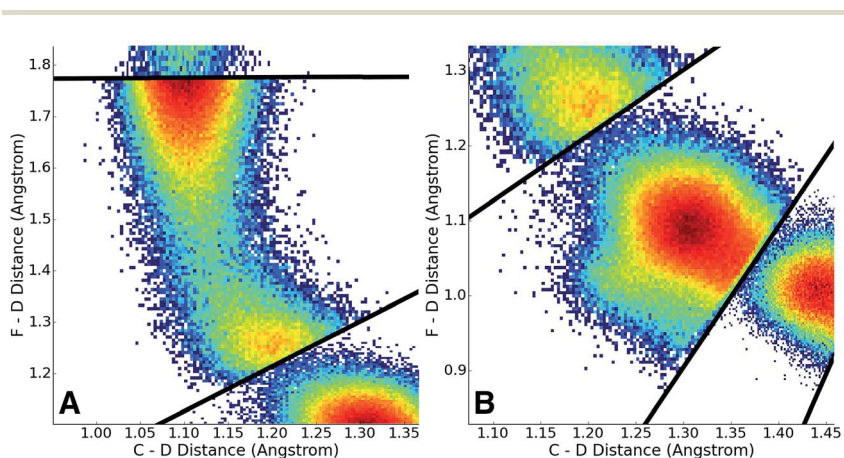 1.8
1.7
1.6
1.5
1.4
1.3
1.2
F - D Distance (Angstrom)
A
1.00 1.05 1.10 1.15 1.20 1.25 1.30 1.35
C - D Distance (Angstrom)
1.3
1.2
1.1
1.0
0.9
F - D Distance (Angstrom)
B
1.10 1.15 1.20 1.25 1.30 1.35 1.40 1.45
C - D Distance (Angstrom)